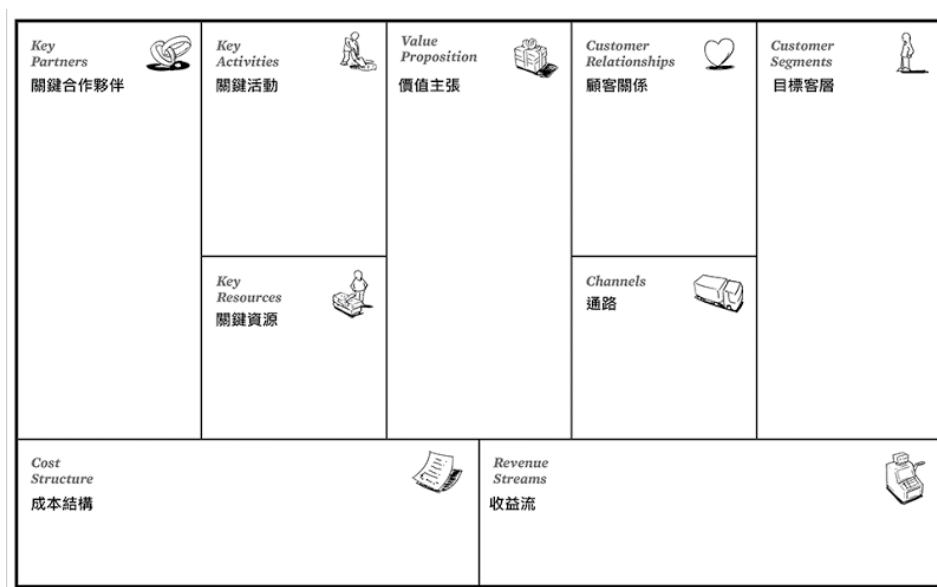 Key
Partners
關鍵合作夥伴
Key
Activities
關鍵活動
Key
Resources
關鍵資源
Value
Proposition
價值主張
Customer
Relationships
顧客關係
Channels
通路
Customer
Segments
目標客層
Cost
Structure
成本結構
Revenue
Streams
收益流